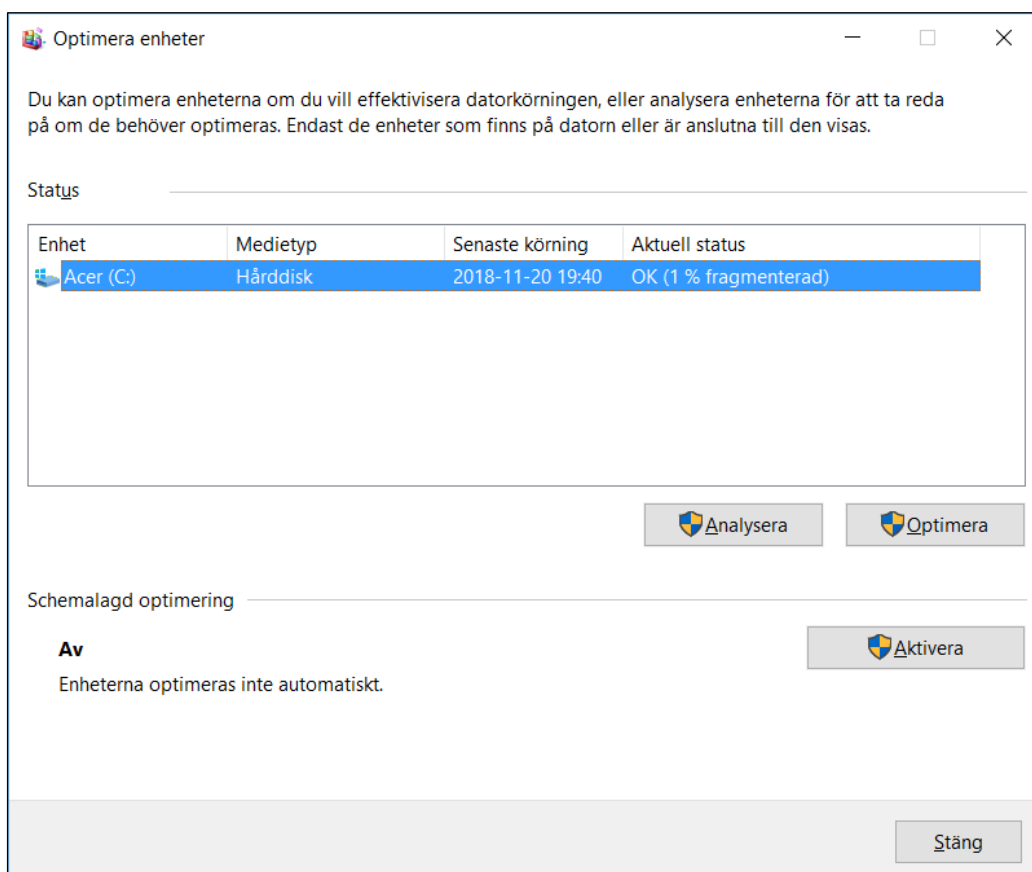 Optimera enheter
Du kan optimera enheterna om du vill effektivisera datorkörningen, eller analysera enheterna för att ta reda
på om de behöver optimeras. Endast de enheter som finns på datorn eller är anslutna till den visas.
Status
Enhet Medietyp Senaste körning Aktuell status
Acer (C:) Hårddisk 2018-11-20 19:40 OK (1 % fragmenterad)
Analysera Optimera
Schemalagd optimering
Av
Aktivera
Enheterna optimeras inte automatiskt.
Stäng